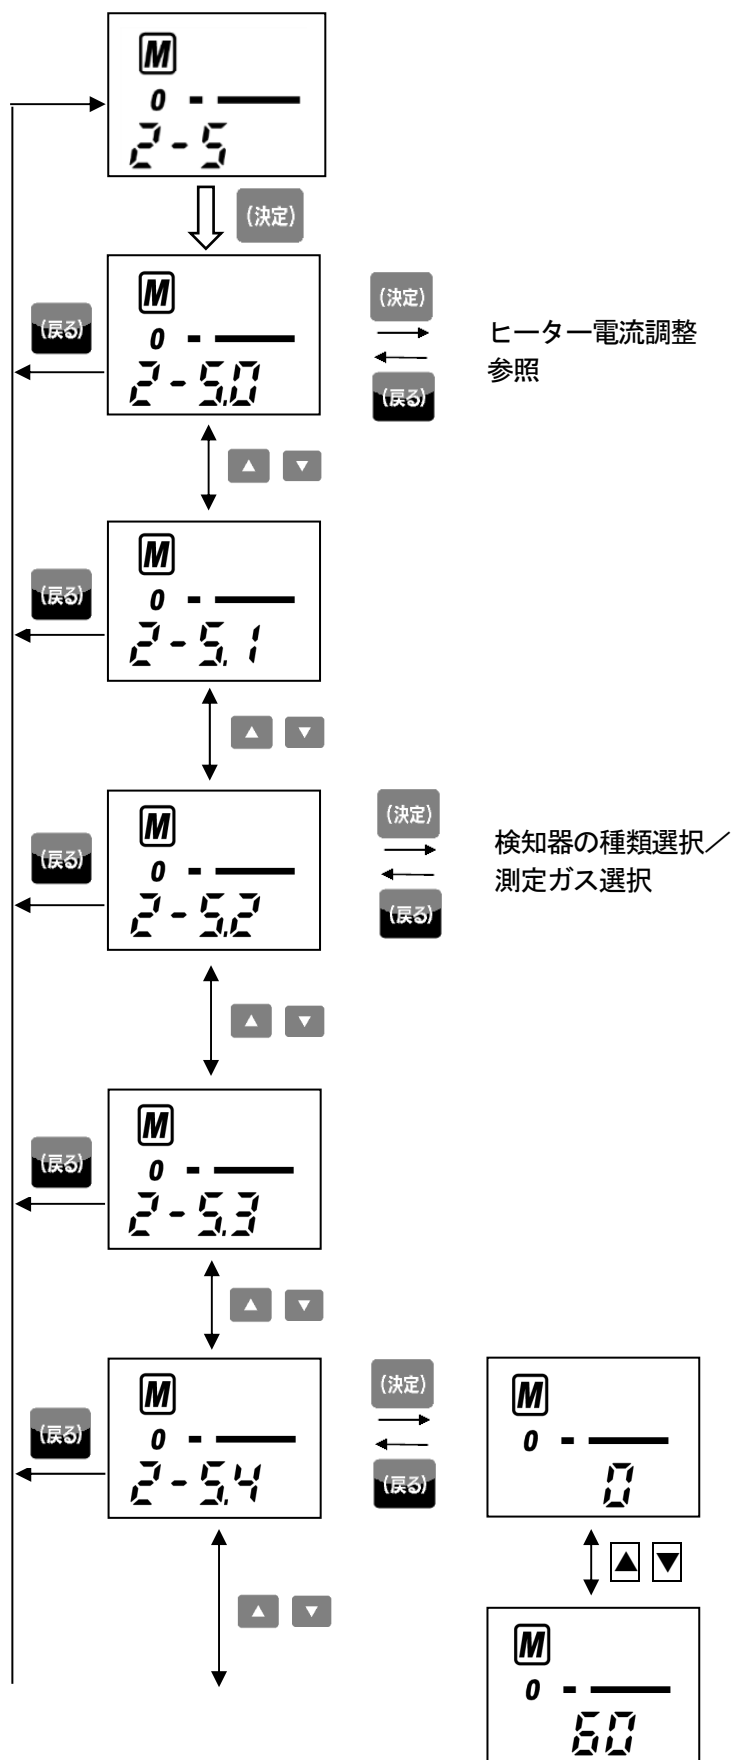 M
0
2-5
(決定)
M
0
2-5.0
(戻る)
(決定)
(戻る)
ヒーター電流調整
参照
▲ ▼
M
0
2-5.1
(戻る)
▲ ▼
M
0
2-5.2
(戻る)
(決定)
(戻る)
検知器の種類選択／
測定ガス選択
▲ ▼
M
0
2-5.3
(戻る)
▲ ▼
M
0
2-5.4
(戻る)
(決定)
(戻る)
M
0
0
▲ ▼
▲ ▼
M
0
60